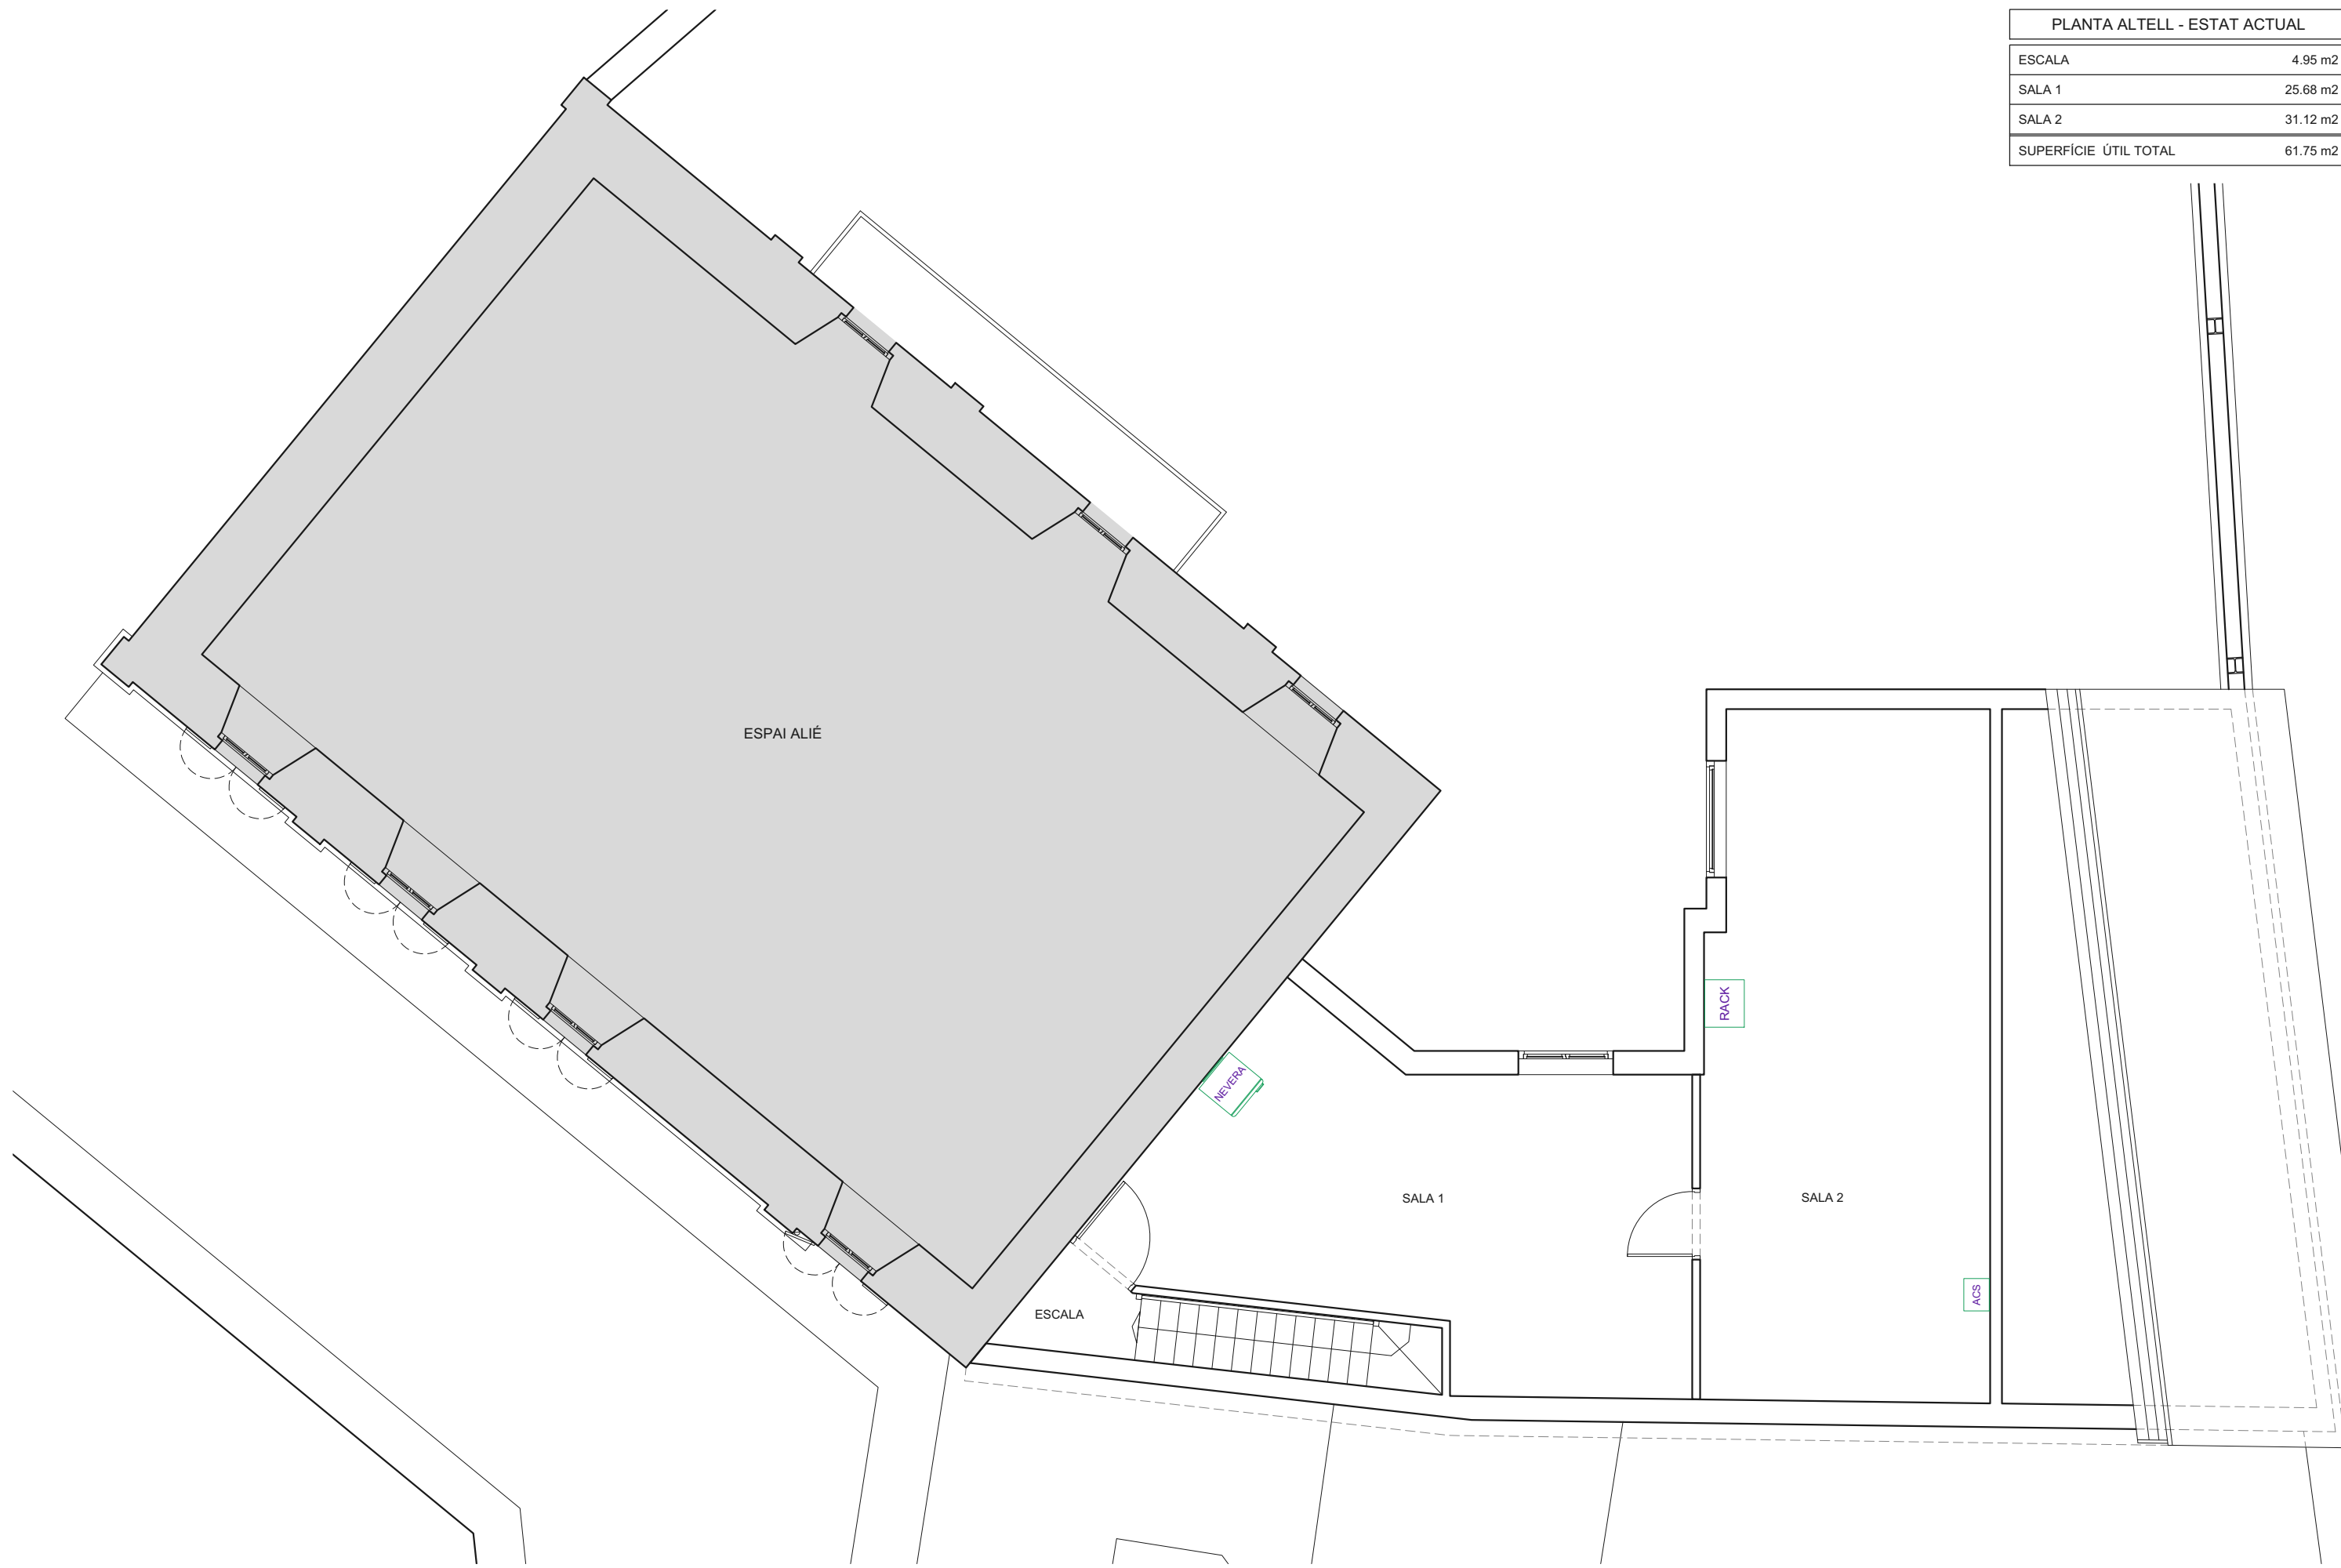 PLANTA ALTELL - ESTAT ACTUAL
ESCALA 4.95 m2
SALA 1 25.68 m2
SALA 2 31.12 m2
SUPERFÍCIE ÚTIL TOTAL 61.75 m2
ESPAI ALIÉ
RACK
NEVERA
SALA 1
SALA 2
ACS
ESCALA